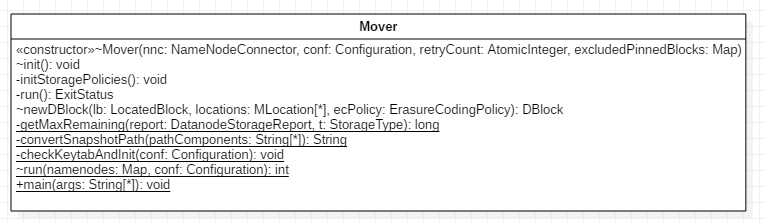 Mover
«constructor»~Mover(nnc: NameNodeConnector, conf: Configuration, retryCount: AtomicInteger, excludedPinnedBlocks: Map)
~init(): void
-initStoragePolicies(): void
-run(): ExitStatus
~newDBlock(lb: LocatedBlock, locations: MLocation[*], ecPolicy: ErasureCodingPolicy): DBlock
-getMaxRemaining(report: DatanodeStorageReport, t: StorageType): long
-convertSnapshotPath(pathComponents: String[*]): String
-checkKeytabAndInit(conf: Configuration): void
~run(namenodes: Map, conf: Configuration): int
+main(args: String[*]): void